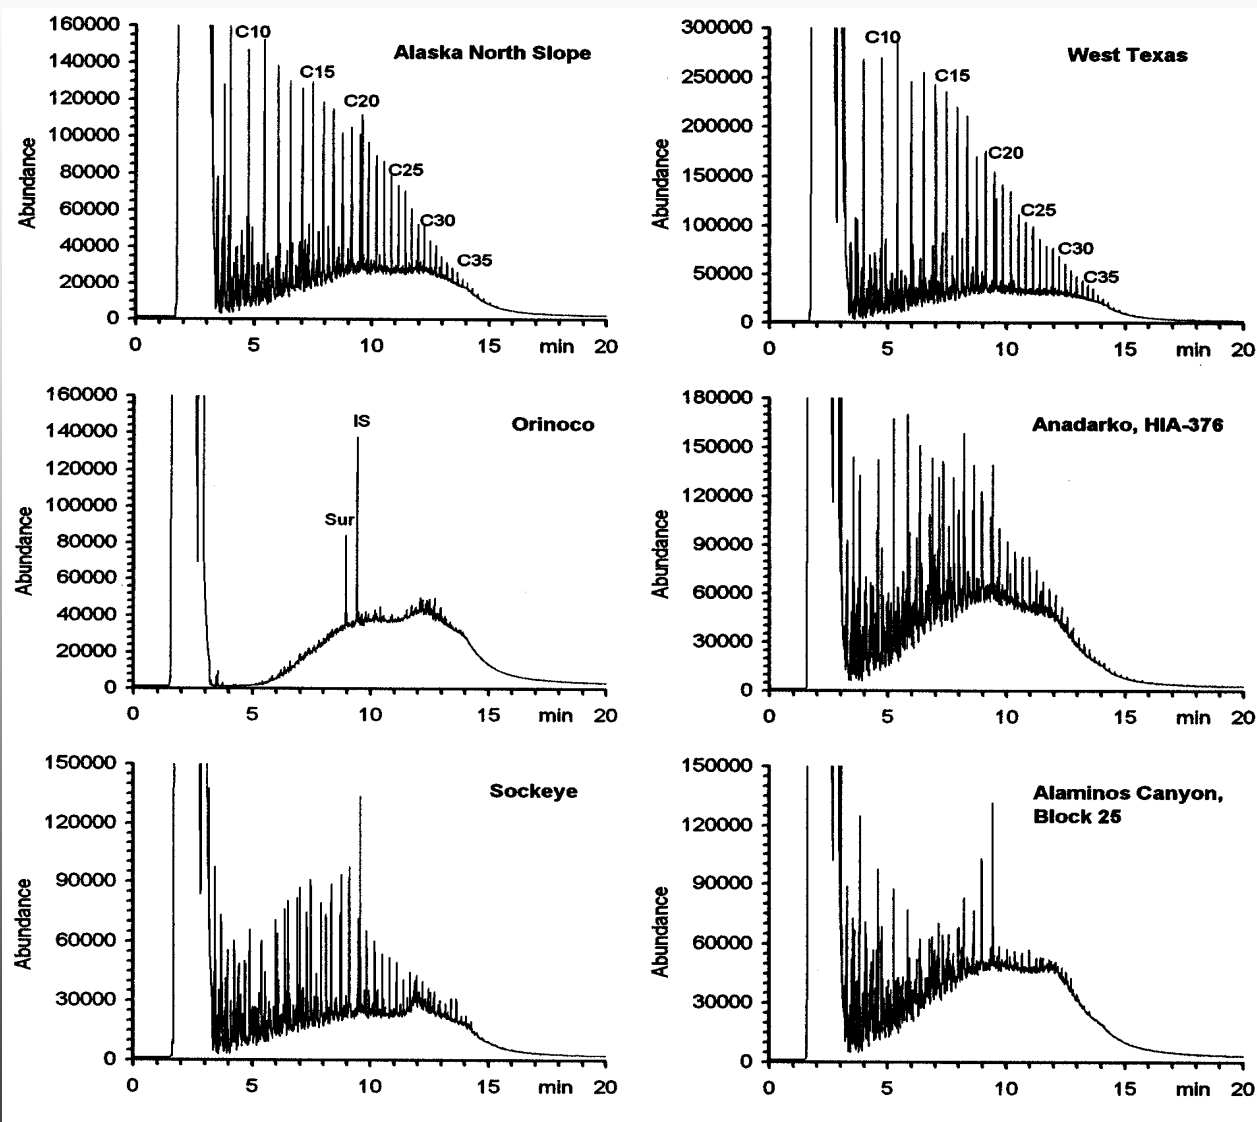 Alaska North Slope
Abundance
160000
140000
120000
100000
80000
60000
40000
20000
0
C10
C15
C20
C25
C30
C35
0 5 10 15 min 20
West Texas
Abundance
300000
250000
200000
150000
100000
50000
0
C10
C15
C20
C25
C30
C35
0 5 10 15 min 20
Orinoco
Abundance
160000
140000
120000
100000
80000
60000
40000
20000
0
IS
Sur
0 5 10 15 min 20
Anadarko, HIA-376
Abundance
180000
150000
120000
90000
60000
30000
0
0 5 10 15 min 20
Sockeye
Abundance
150000
120000
90000
60000
30000
0
0 5 10 15 min 20
Alaminos Canyon,
Block 25
Abundance
150000
120000
90000
60000
30000
0
0 5 10 15 min 20